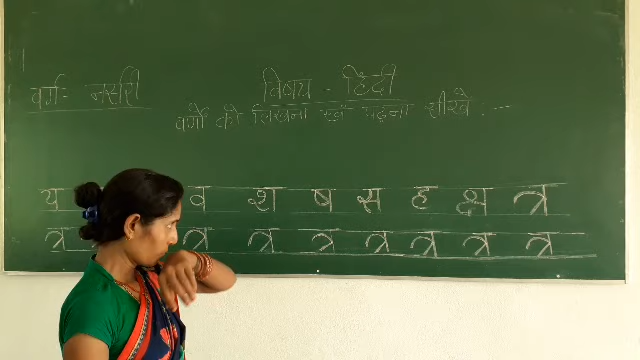 वर्ग - नर्सरी
विषय - हिंदी
वर्णो को लिखना एवं पढ़ना सीखे :-
य व श ष स ह क्ष त्र
त्र त्र त्र त्र त्र त्र त्र त्र